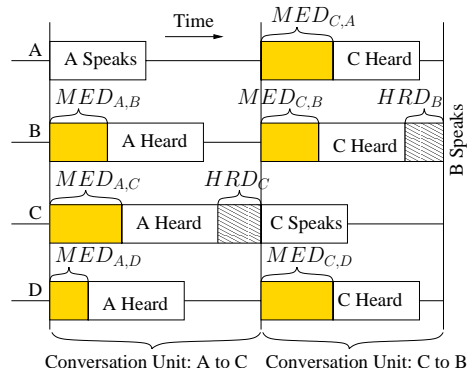 Time
$MED_{C,A}$
A
A Speaks
C Heard
$MED_{A,B}$
$MED_{C,B}$
$HRD_B$
B
A Heard
C Heard
B Speaks
$MED_{A,C}$
$HRD_C$
C
A Heard
C Speaks
$MED_{A,D}$
$MED_{C,D}$
D
A Heard
C Heard
Conversation Unit: A to C
Conversation Unit: C to B